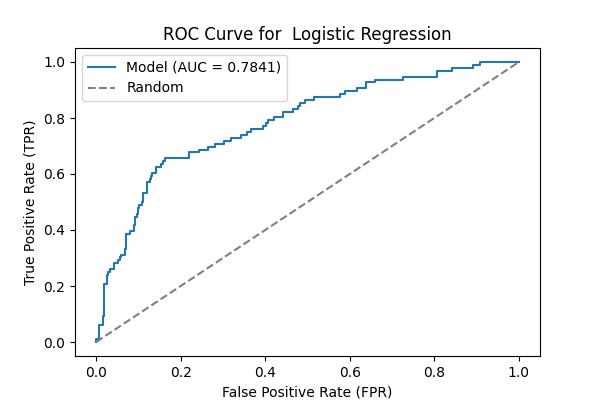 ROC Curve for  Logistic Regression
Model (AUC = 0.7841)
Random
True Positive Rate (TPR)
1.0
0.8
0.6
0.4
0.2
0.0
0.0 0.2 0.4 0.6 0.8 1.0
False Positive Rate (FPR)